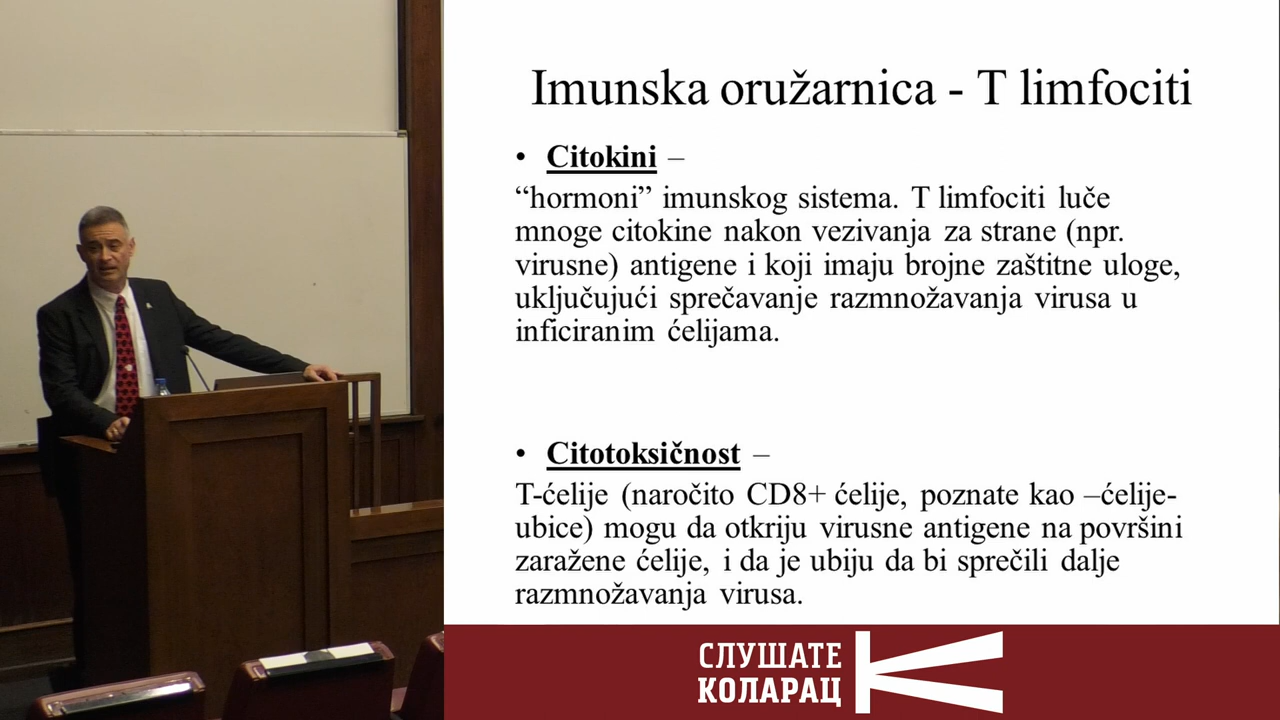 Imunska oružarnica - T limfociti
• Citokini –
“hormoni” imunskog sistema. T limfociti luče
mnoge citokine nakon vezivanja za strane (npr.
virusne) antigene i koji imaju brojne zaštitne uloge,
uključujući sprečavanje razmnožavanja virusa u
inficiranim ćelijama.
• Citotoksičnost –
T-ćelije (naročito CD8+ ćelije, poznate kao –ćelije-
ubice) mogu da otkriju virusne antigene na površini
zaražene ćelije, i da je ubiju da bi sprečili dalje
razmnožavanja virusa.
СЛУШАТЕ
КОЛАРАЦ